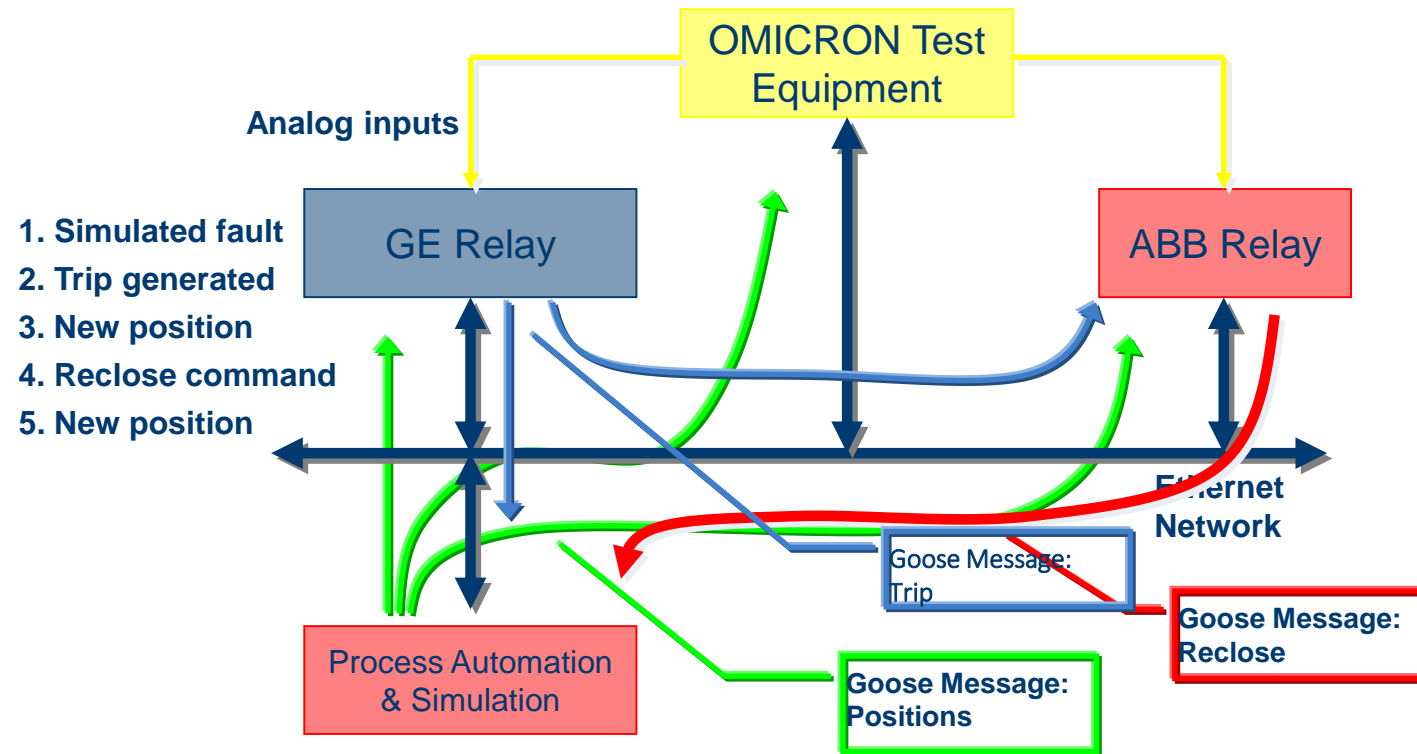 OMICRON Test
Equipment
Analog inputs
GE Relay
ABB Relay
1. Simulated fault
2. Trip generated
3. New position
4. Reclose command
5. New position
Ethernet
Network
Goose Message:
Trip
Goose Message:
Reclose
Process Automation
& Simulation
Goose Message:
Positions